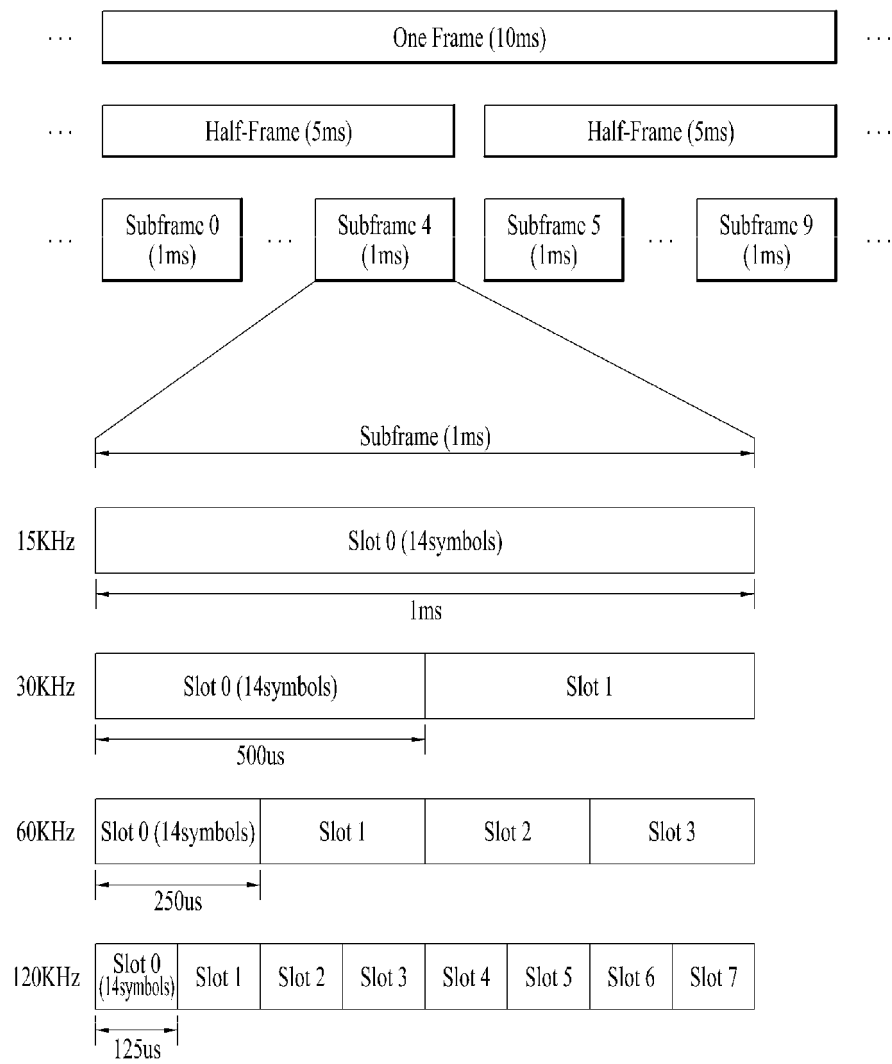 ... One Frame (10ms) ...
... Half-Frame (5ms) Half-Frame (5ms) ...
... Subframe 0 (1ms) ... Subframe 4 (1ms) Subframe 5 (1ms) ... Subframe 9 (1ms) ...
Subframe (1ms)
15KHz Slot 0 (14symbols)
1ms
30KHz Slot 0 (14symbols) Slot 1
500us
60KHz Slot 0 (14symbols) Slot 1 Slot 2 Slot 3
250us
120KHz Slot 0 (14symbols) Slot 1 Slot 2 Slot 3 Slot 4 Slot 5 Slot 6 Slot 7
125us